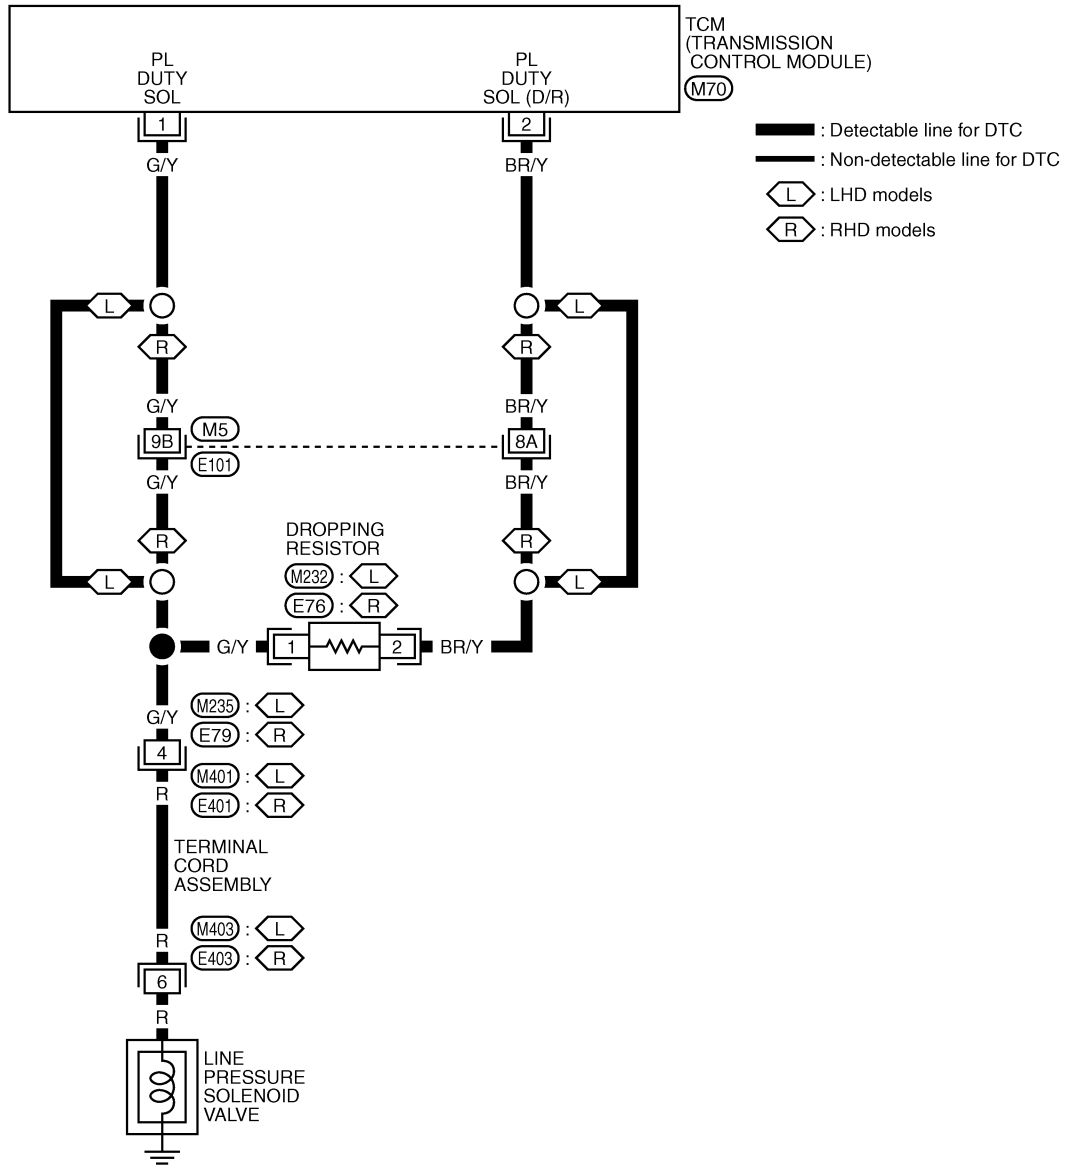 TCM
(TRANSMISSION
CONTROL MODULE)
M70
PL
DUTY
SOL
PL
DUTY
SOL (D/R)
1
2
G/Y
BR/Y
: Detectable line for DTC
: Non-detectable line for DTC
L : LHD models
R : RHD models
L
L
R
R
G/Y
BR/Y
9B
M5
8A
E101
G/Y
BR/Y
R
R
L
L
DROPPING
RESISTOR
M232 : L
E76 : R
G/Y
1
2
BR/Y
M235 : L
G/Y
E79 : R
4
M401 : L
R
E401 : R
TERMINAL
CORD
ASSEMBLY
M403 : L
R
E403 : R
6
R
LINE
PRESSURE
SOLENOID
VALVE